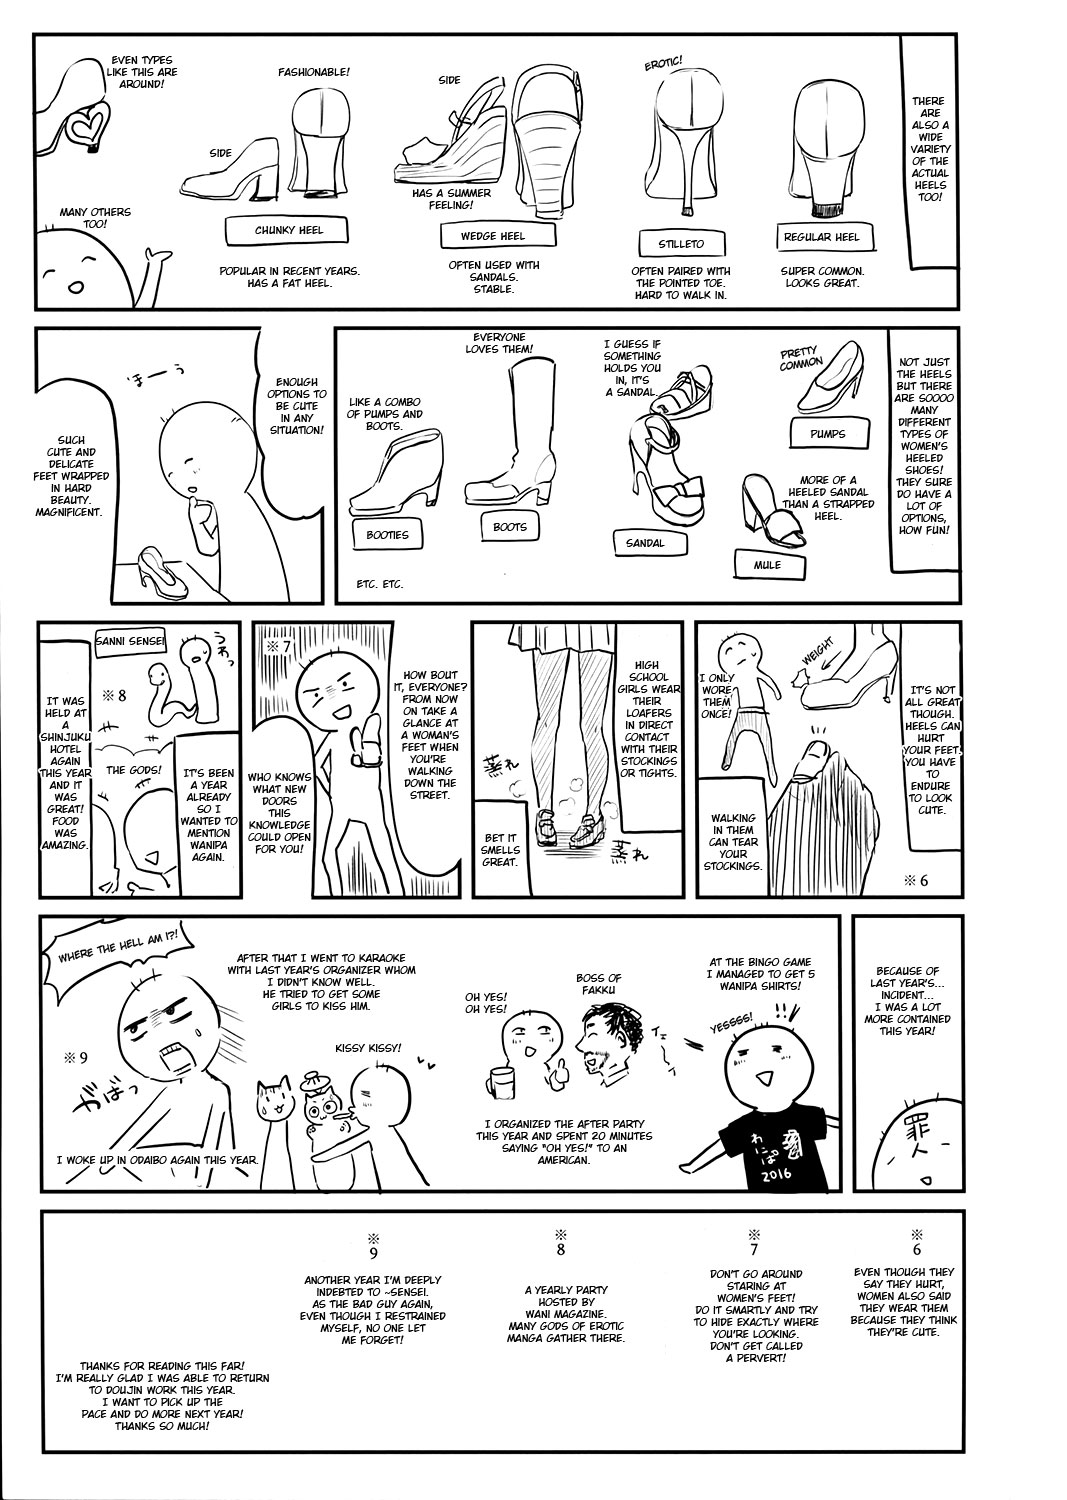 THERE
ARE
ALSO A
WIDE
VARIETY
OF THE
ACTUAL
HEELS
TOO!
REGULAR HEEL
SUPER COMMON.
LOOKS GREAT.
EROTIC!
STILLETO
OFTEN PAIRED WITH
THE POINTED TOE.
HARD TO WALK IN.
SIDE
HAS A SUMMER
FEELING!
WEDGE HEEL
OFTEN USED WITH
SANDALS.
STABLE.
FASHIONABLE!
SIDE
CHUNKY HEEL
POPULAR IN RECENT YEARS.
HAS A FAT HEEL.
EVEN TYPES
LIKE THIS ARE
AROUND!
MANY OTHERS
TOO!
NOT JUST
THE HEELS
BUT THERE
ARE SOOOO
MANY
DIFFERENT
TYPES OF
WOMEN'S
HEELED
SHOES!
THEY SURE
DO HAVE A
LOT OF
OPTIONS,
HOW FUN!
PRETTY
COMMON
PUMPS
MORE OF A
HEELED SANDAL
THAN A STRAPPED
HEEL.
MULE
I GUESS IF
SOMETHING
HOLDS YOU
IN, IT'S
A SANDAL.
SANDAL
EVERYONE
LOVES THEM!
BOOTS
LIKE A COMBO
OF PUMPS AND
BOOTS.
BOOTIES
ETC. ETC.
ENOUGH
OPTIONS TO
BE CUTE
IN ANY
SITUATION!
ほーぅ
SUCH
CUTE AND
DELICATE
FEET WRAPPED
IN HARD
BEAUTY.
MAGNIFICENT.
IT'S NOT
ALL GREAT
THOUGH.
HEELS CAN
HURT
YOUR FEET.
YOU HAVE
TO
ENDURE
TO LOOK
CUTE.
WEIGHT
I ONLY
WORE
THEM
ONCE!
WALKING
IN THEM
CAN TEAR
YOUR
STOCKINGS.
※6
HIGH
SCHOOL
GIRLS WEAR
THEIR
LOAFERS
IN DIRECT
CONTACT
WITH THEIR
STOCKINGS
OR TIGHTS.
蒸れ
蒸れ
BET IT
SMELLS
GREAT.
※7
HOW BOUT
IT, EVERYONE?
FROM NOW
ON TAKE A
GLANCE AT
A WOMAN'S
FEET WHEN
YOU'RE
WALKING
DOWN THE
STREET.
WHO KNOWS
WHAT NEW
DOORS
THIS
KNOWLEDGE
COULD OPEN
FOR YOU!
SANNI SENSEI
うねっ
※8
THE GODS!
IT'S BEEN
A YEAR
ALREADY
SO I
WANTED TO
MENTION
WANIPA
AGAIN.
IT WAS
HELD AT
A
SHINJUKU
HOTEL
AGAIN
THIS YEAR
AND IT
WAS
GREAT!
FOOD
WAS
AMAZING.
BECAUSE OF
LAST YEAR'S...
INCIDENT...
I WAS A LOT
MORE CONTAINED
THIS YEAR!
罪人
AT THE BINGO GAME
I MANAGED TO GET 5
WANIPA SHIRTS!
YESSSS!
!!
わにぱ
2016
BOSS OF
FAKKU
OH YES!
OH YES!
I ORGANIZED THE AFTER PARTY
THIS YEAR AND SPENT 20 MINUTES
SAYING "OH YES!" TO AN
AMERICAN.
AFTER THAT I WENT TO KARAOKE
WITH LAST YEAR'S ORGANIZER WHOM
I DIDN'T KNOW WELL.
HE TRIED TO GET SOME
GIRLS TO KISS HIM.
KISSY KISSY!
WHERE THE HELL AM I?!
※9
がばっ
I WOKE UP IN ODAIBO AGAIN THIS YEAR.
※
6
EVEN THOUGH THEY
SAY THEY HURT,
WOMEN ALSO SAID
THEY WEAR THEM
BECAUSE THEY THINK
THEY'RE CUTE.
※
7
DON'T GO AROUND
STARING AT
WOMEN'S FEET!
DO IT SMARTLY AND TRY
TO HIDE EXACTLY WHERE
YOU'RE LOOKING.
DON'T GET CALLED
A PERVERT!
※
8
A YEARLY PARTY
HOSTED BY
WANI MAGAZINE.
MANY GODS OF EROTIC
MANGA GATHER THERE.
※
9
ANOTHER YEAR I'M DEEPLY
INDEBTED TO ~SENSEI.
AS THE BAD GUY AGAIN,
EVEN THOUGH I RESTRAINED
MYSELF, NO ONE LET
ME FORGET!
THANKS FOR READING THIS FAR!
I'M REALLY GLAD I WAS ABLE TO RETURN
TO DOUJIN WORK THIS YEAR.
I WANT TO PICK UP THE
PACE AND DO MORE NEXT YEAR!
THANKS SO MUCH!